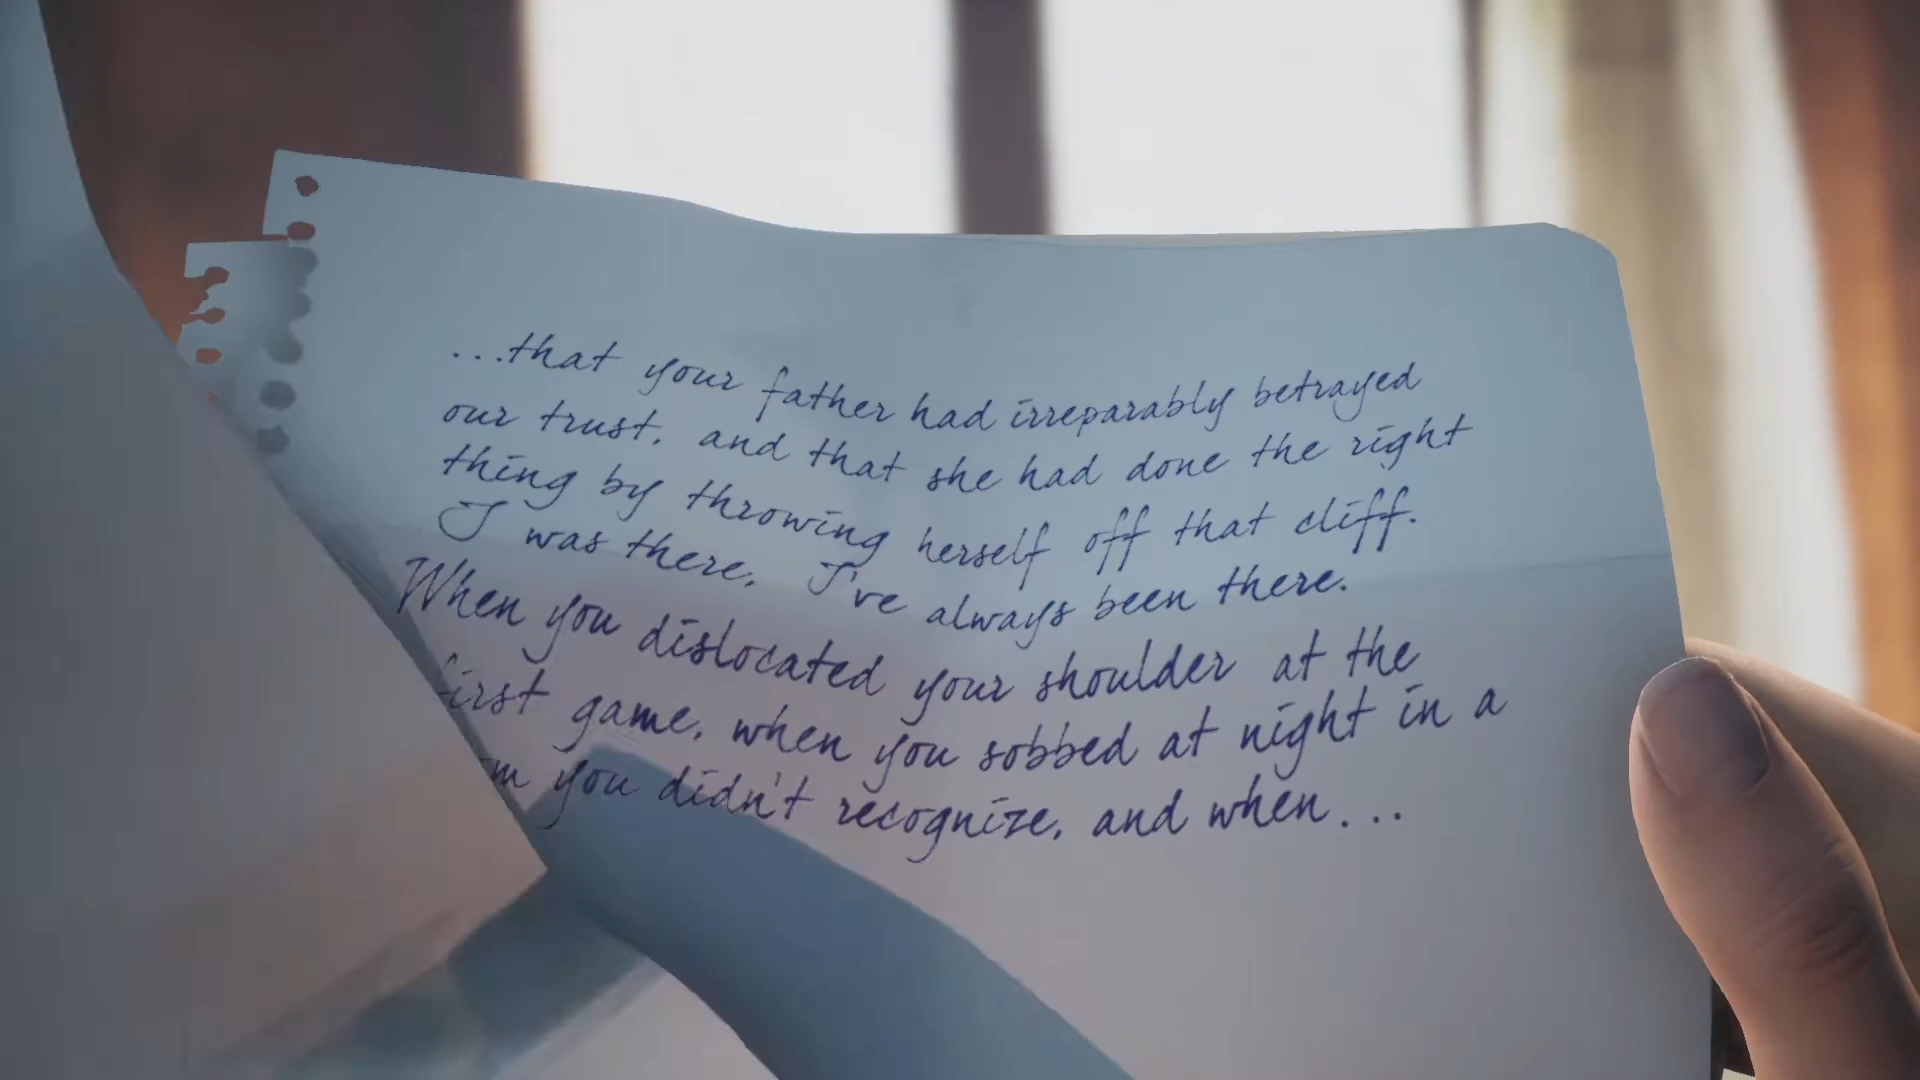 ...that your father had irreparably betrayed
our trust, and that she had done the right
thing by throwing herself off that cliff.
I was there, I've always been there.
When you dislocated your shoulder at the
first game, when you sobbed at night in a
you didn't recognize, and when...